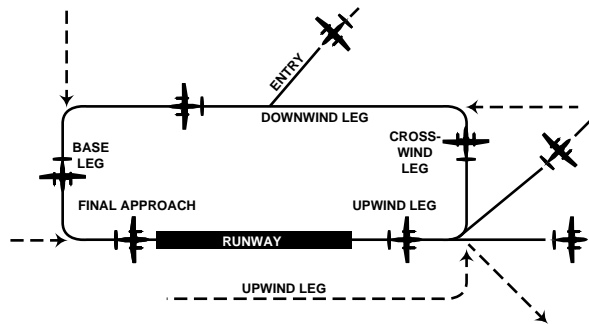 ENTRY
DOWNWIND LEG
BASE
LEG
CROSS-
WIND
LEG
FINAL APPROACH
UPWIND LEG
RUNWAY
UPWIND LEG